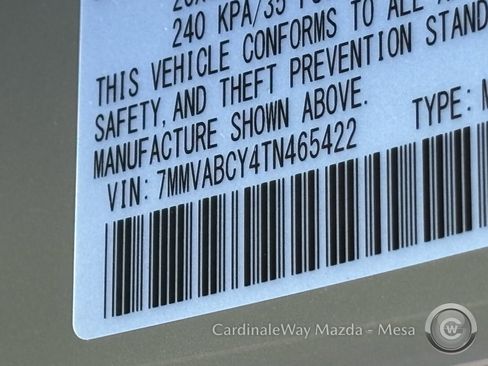 240 KPA/35
THIS VEHICLE CONFORMS TO ALL
SAFETY, AND THEFT PREVENTION STAND
MANUFACTURE SHOWN ABOVE.
VIN: 7MMVABCY4TN465422
TYPE:
CardinaleWay Mazda - Mesa